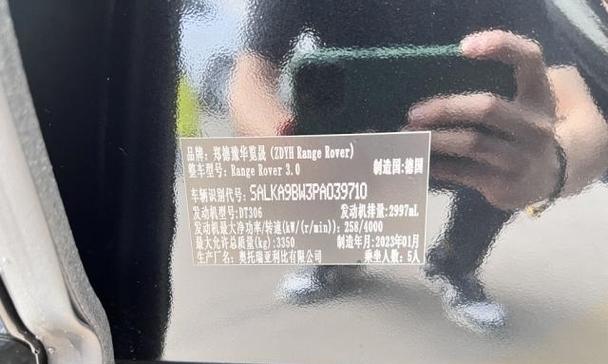 品牌: 郑德豫华览晟 (ZDYH Range Rover)
整车型号: Range Rover 3.0 制造国:德国
车辆识别代号: SALKA9BW3PA039710
发动机型号:DT306 发动机排量:2997mL
发动机最大净功率/转速(kW/(r/min)): 258/4000
最大允许总质量(kg):3350 制造年月:2023年01月
生产厂名: 奥托瑞亚利比有限公司 乘坐人数:5人